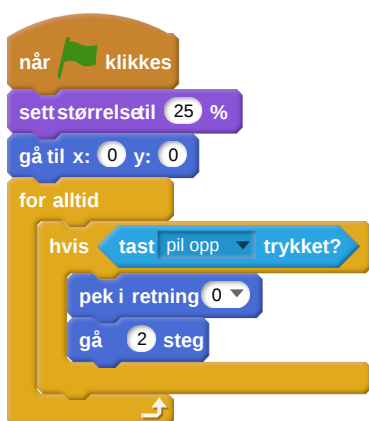 når klikkes
sett størrelse til 25 %
gå til x: 0 y: 0
for alltid
hvis tast pil opp trykket?
pek i retning 0
gå 2 steg